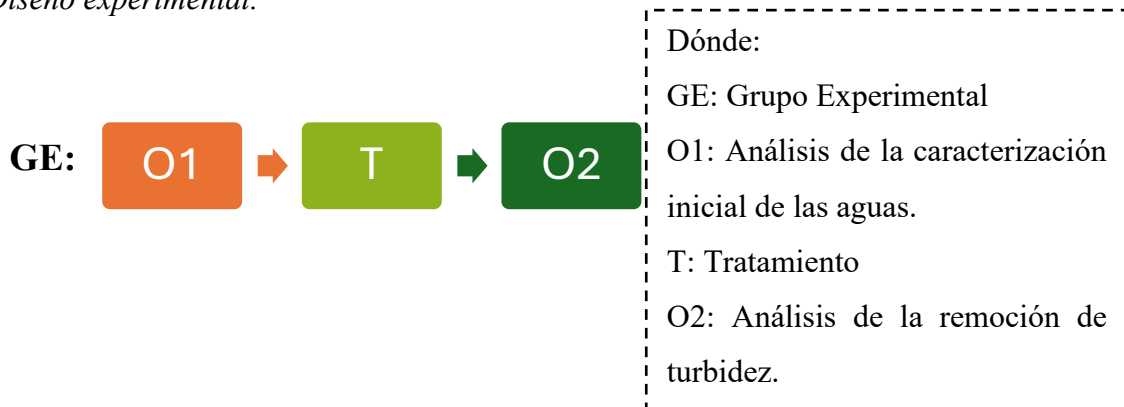 Diseño experimental.
GE:
O1
T
O2
Dónde:
GE: Grupo Experimental
O1: Análisis de la caracterización
inicial de las aguas.
T: Tratamiento
O2: Análisis de la remoción de
turbidez.